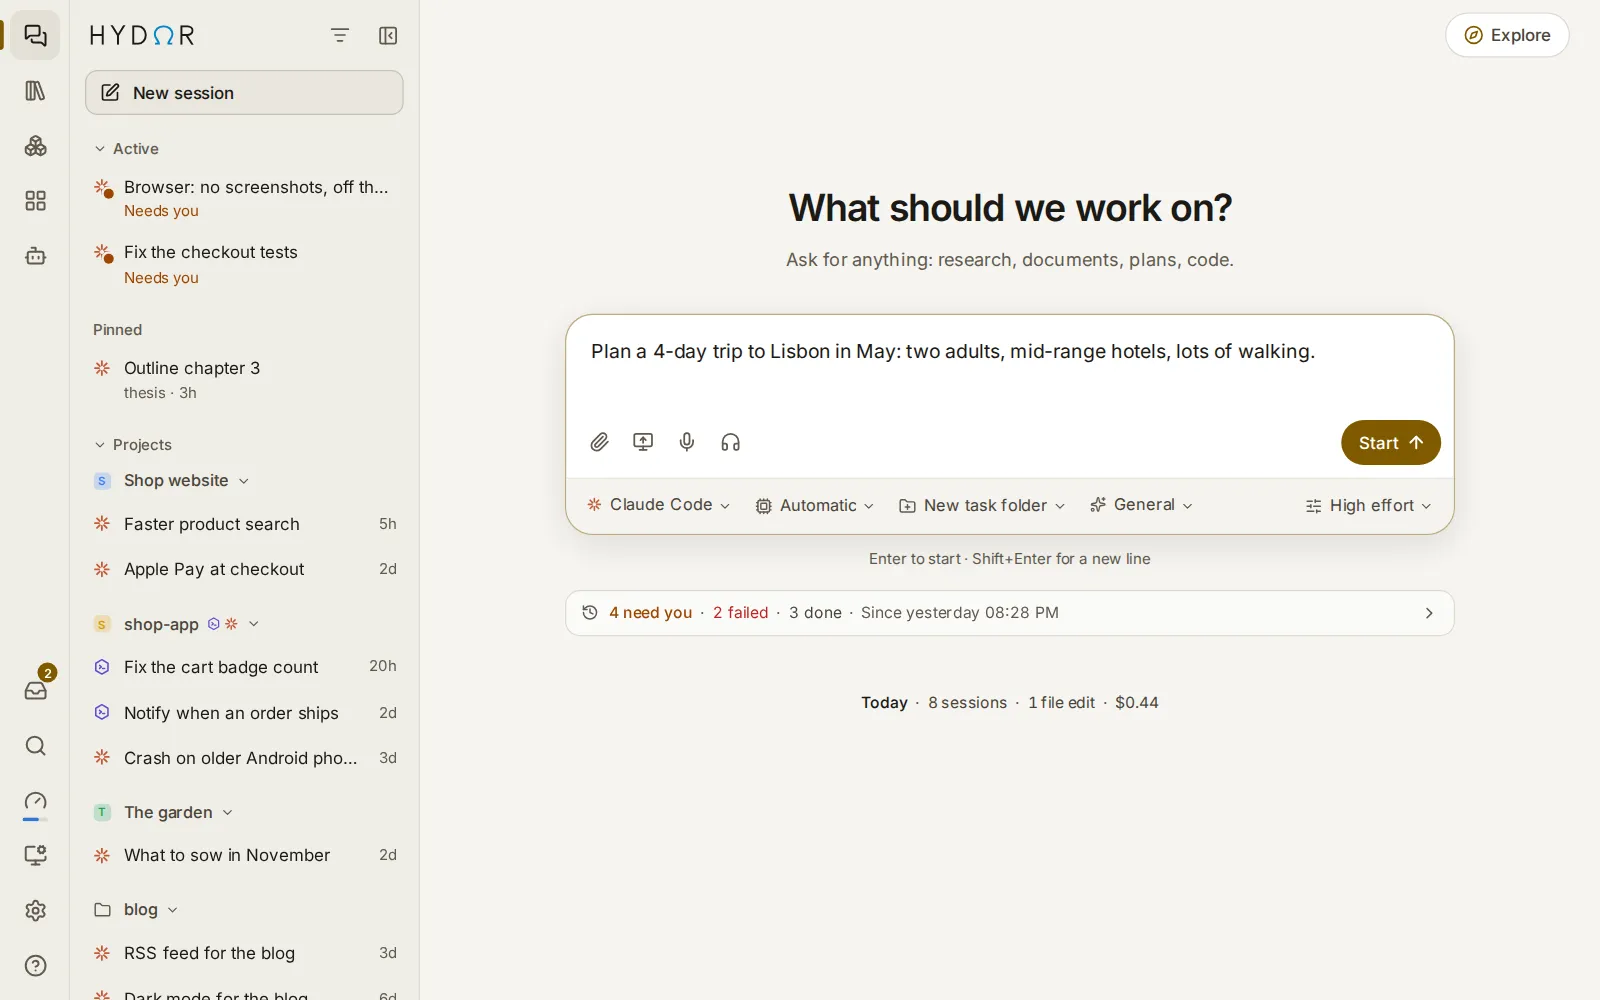 HYDΩR
New session
Active
Browser: no screenshots, off th...
Needs you
Fix the checkout tests
Needs you
Pinned
Outline chapter 3
thesis · 3h
Projects
S Shop website
Faster product search 5h
Apple Pay at checkout 2d
S shop-app
Fix the cart badge count 20h
Notify when an order ships 2d
Crash on older Android pho... 3d
T The garden
What to sow in November 2d
blog
RSS feed for the blog 3d
Dark mode for the blog 6d
2
Explore
What should we work on?
Ask for anything: research, documents, plans, code.
Plan a 4-day trip to Lisbon in May: two adults, mid-range hotels, lots of walking.
Start
Claude Code Automatic New task folder General High effort
Enter to start · Shift+Enter for a new line
4 need you · 2 failed · 3 done · Since yesterday 08:28 PM
Today · 8 sessions · 1 file edit · $0.44